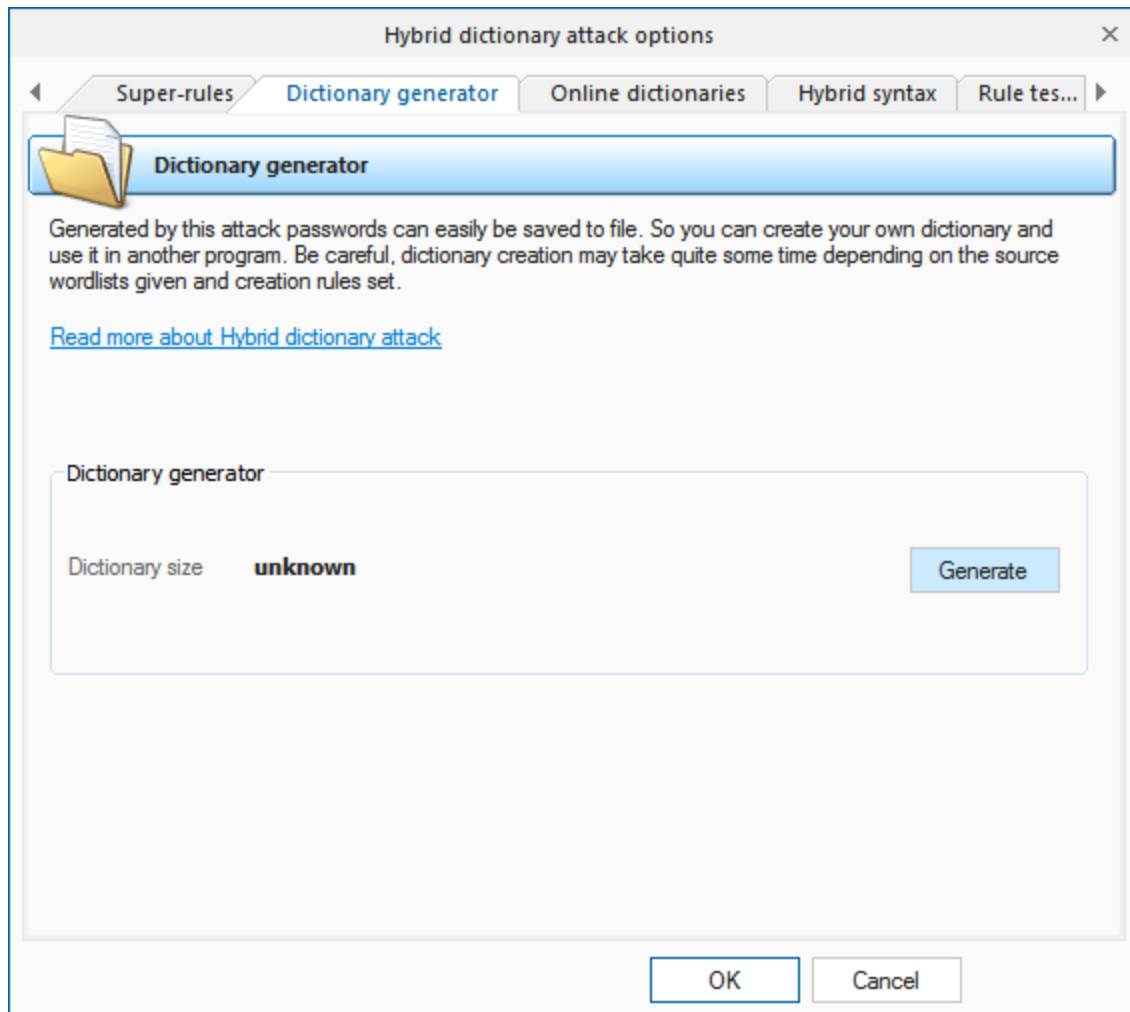 Hybrid dictionary attack options
Super-rules
Dictionary generator
Online dictionaries
Hybrid syntax
Rule tes...
Dictionary generator
Generated by this attack passwords can easily be saved to file. So you can create your own dictionary and
use it in another program. Be careful, dictionary creation may take quite some time depending on the source
wordlists given and creation rules set.
Read more about Hybrid dictionary attack
Dictionary generator
Dictionary size
unknown
Generate
OK
Cancel